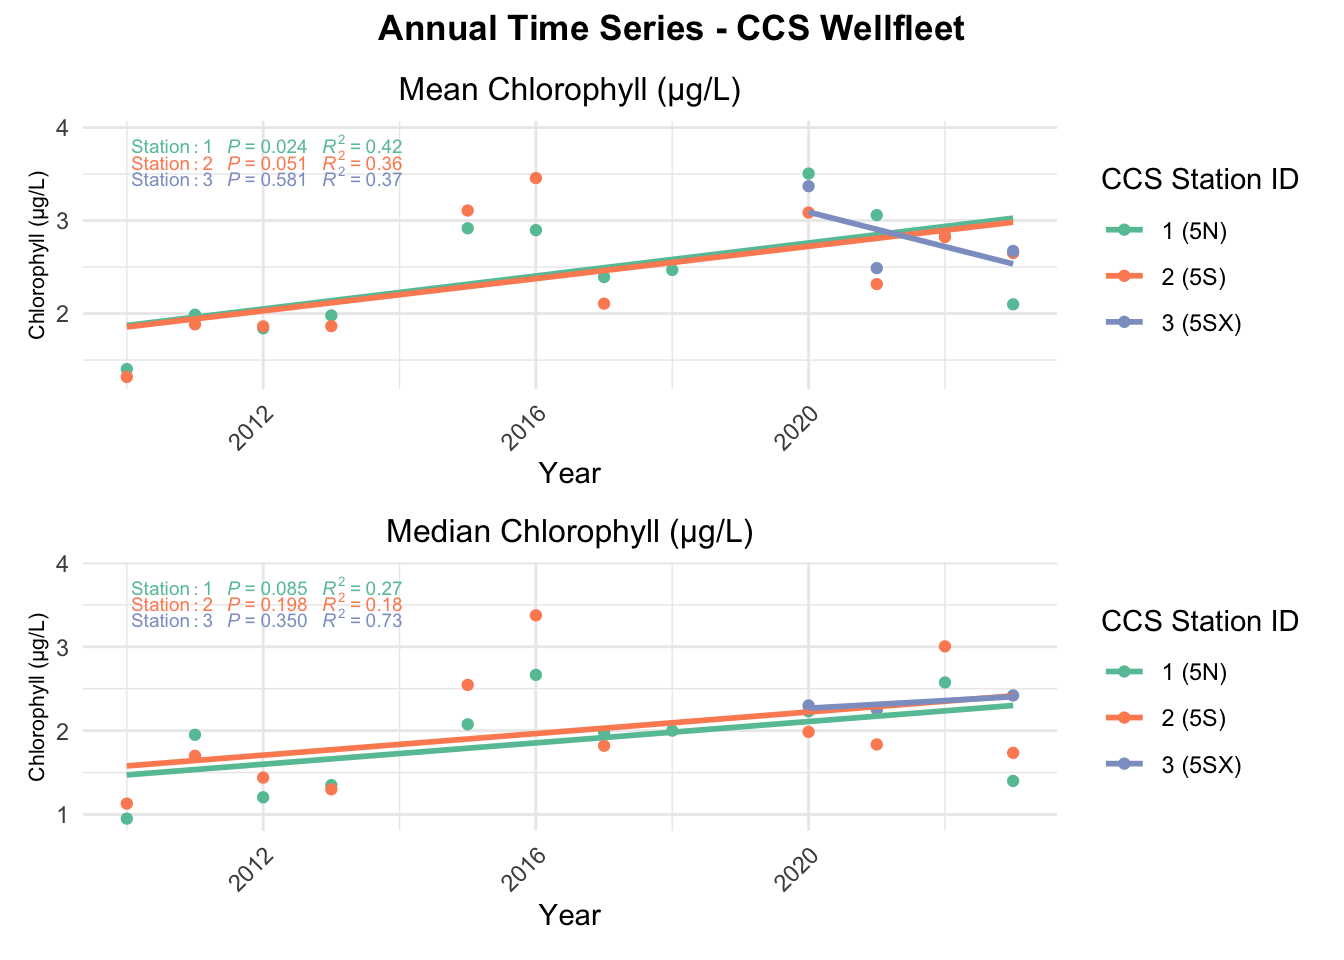 Annual Time Series - CCS Wellfleet
Mean Chlorophyll (µg/L)
Chlorophyll (µg/L)
4
3
2
Station : 1 P = 0.024 R² = 0.42
Station : 2 P = 0.051 R² = 0.36
Station : 3 P = 0.581 R² = 0.37
2012
2016
2020
Year
CCS Station ID
1 (5N)
2 (5S)
3 (5SX)
Median Chlorophyll (µg/L)
Chlorophyll (µg/L)
4
3
2
1
Station : 1 P = 0.085 R² = 0.27
Station : 2 P = 0.198 R² = 0.18
Station : 3 P = 0.350 R² = 0.73
2012
2016
2020
Year
CCS Station ID
1 (5N)
2 (5S)
3 (5SX)